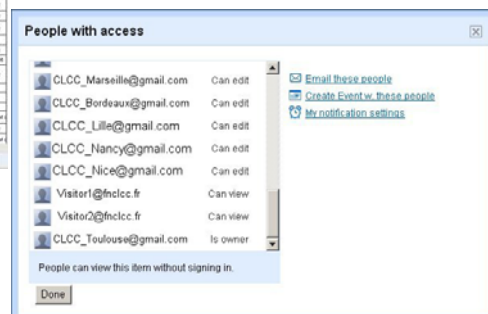 People with access
CLCC_Marseille@gmail.com Can edit
CLCC_Bordeaux@gmail.com Can edit
CLCC_Lille@gmail.com Can edit
CLCC_Nancy@gmail.com Can edit
CLCC_Nice@gmail.com Can edit
Visitor1@fnclcc.fr Can view
Visitor2@fnclcc.fr Can view
CLCC_Toulouse@gmail.com Is owner
Email these people
Create Event w. these people
My notification settings
People can view this item without signing in.
Done